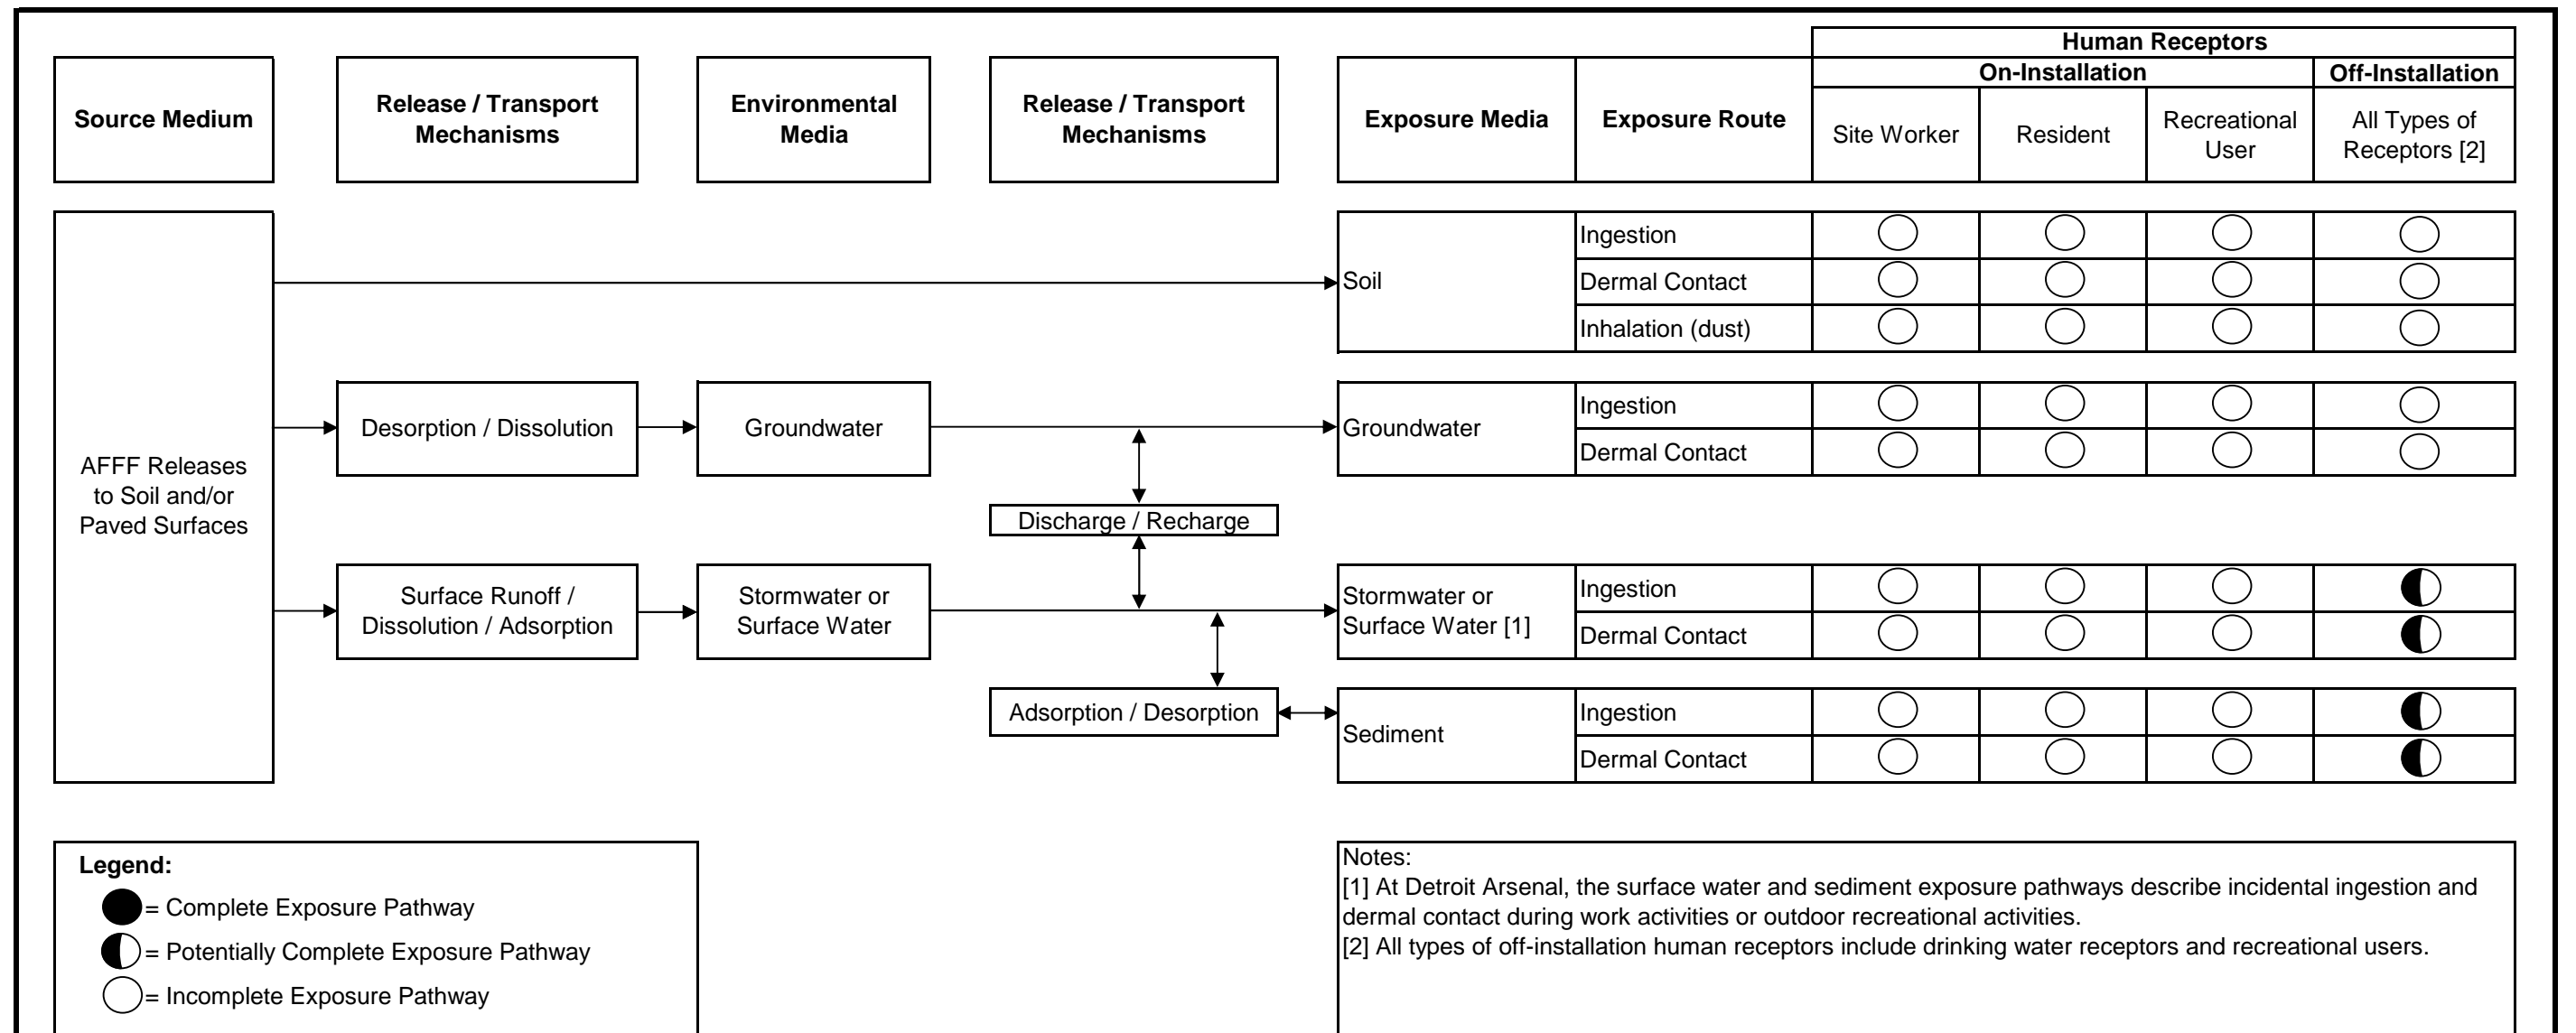 Human Receptors
On-Installation
Off-Installation
Source Medium
Release / Transport
Mechanisms
Environmental
Media
Release / Transport
Mechanisms
Exposure Media
Exposure Route
Site Worker
Resident
Recreational
User
All Types of
Receptors [2]
AFFF Releases
to Soil and/or
Paved Surfaces
Soil
Ingestion
Dermal Contact
Inhalation (dust)
Desorption / Dissolution
Groundwater
Groundwater
Ingestion
Dermal Contact
Discharge / Recharge
Surface Runoff /
Dissolution / Adsorption
Stormwater or
Surface Water
Stormwater or
Surface Water [1]
Ingestion
Dermal Contact
Adsorption / Desorption
Sediment
Ingestion
Dermal Contact
Legend:
= Complete Exposure Pathway
= Potentially Complete Exposure Pathway
= Incomplete Exposure Pathway
Notes:
[1] At Detroit Arsenal, the surface water and sediment exposure pathways describe incidental ingestion and
dermal contact during work activities or outdoor recreational activities.
[2] All types of off-installation human receptors include drinking water receptors and recreational users.